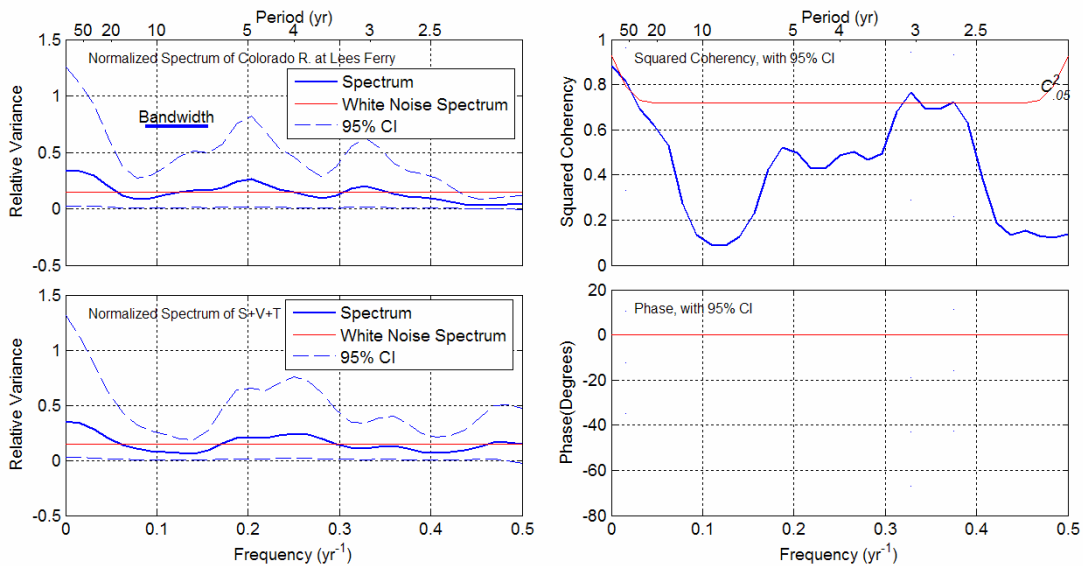 Period (yr)
50 20 10 5 4 3 2.5
1.5
1
0.5
0
-0.5
Relative Variance
Normalized Spectrum of Colorado R. at Lees Ferry
Spectrum
White Noise Spectrum
95% CI
Bandwidth
0 0.1 0.2 0.3 0.4 0.5
1.5
1
0.5
0
-0.5
Relative Variance
Normalized Spectrum of S+V+T
Spectrum
White Noise Spectrum
95% CI
0 0.1 0.2 0.3 0.4 0.5
Frequency (yr-1)
Period (yr)
50 20 10 5 4 3 2.5
1
0.8
0.6
0.4
0.2
0
Squared Coherency
Squared Coherency, with 95% CI
C2.05
0 0.1 0.2 0.3 0.4 0.5
20
0
-20
-40
-60
-80
Phase(Degrees)
Phase, with 95% CI
0 0.1 0.2 0.3 0.4 0.5
Frequency (yr-1)